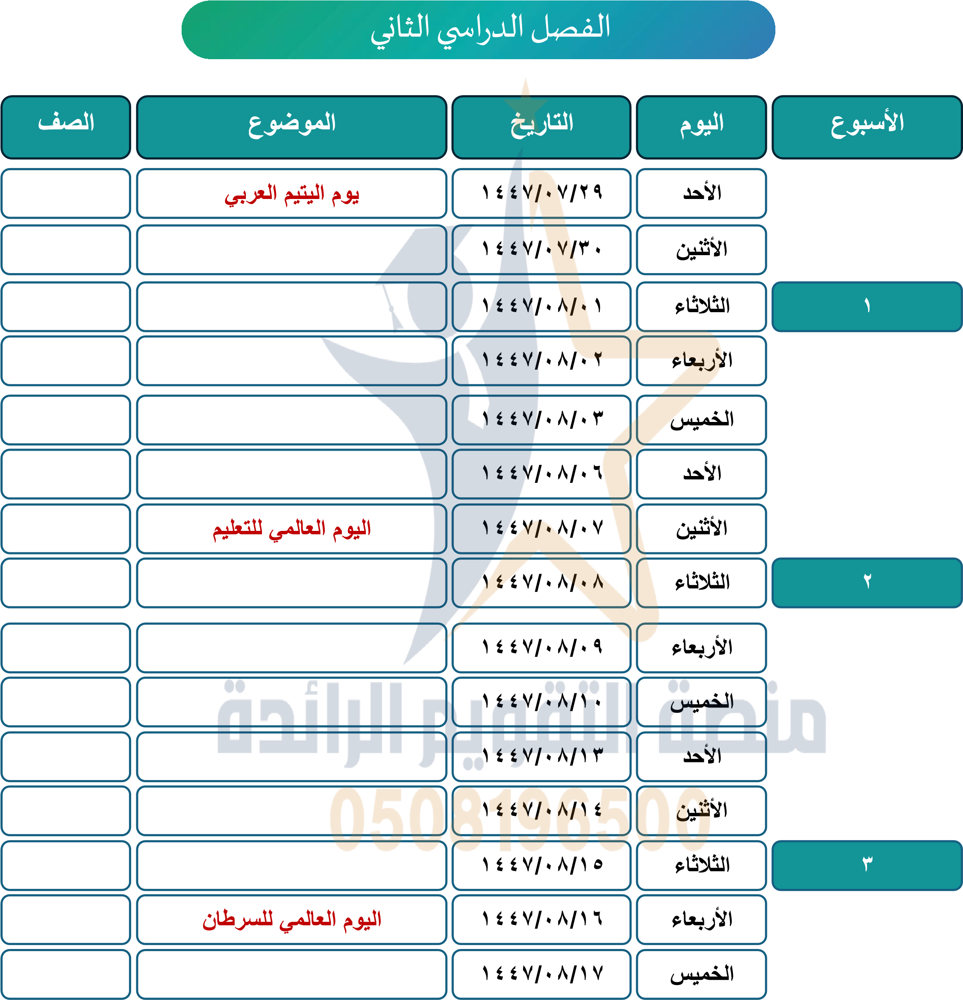 الفصل الدراسي الثاني
الأسبوع اليوم التاريخ الموضوع الصف
الأحد ١٤٤٧/٠٧/٢٩ يوم اليتيم العربي
الأثنين ١٤٤٧/٠٧/٣٠
١ الثلاثاء ١٤٤٧/٠٨/٠١
الأربعاء ١٤٤٧/٠٨/٠٢
الخميس ١٤٤٧/٠٨/٠٣
الأحد ١٤٤٧/٠٨/٠٦
الأثنين ١٤٤٧/٠٨/٠٧ اليوم العالمي للتعليم
٢ الثلاثاء ١٤٤٧/٠٨/٠٨
الأربعاء ١٤٤٧/٠٨/٠٩
الخميس ١٤٤٧/٠٨/١٠
منصة التقويم الرائدة
الأحد ١٤٤٧/٠٨/١٣
الأثنين ١٤٤٧/٠٨/١٤
0508196500
٣ الثلاثاء ١٤٤٧/٠٨/١٥
الأربعاء ١٤٤٧/٠٨/١٦ اليوم العالمي للسرطان
الخميس ١٤٤٧/٠٨/١٧